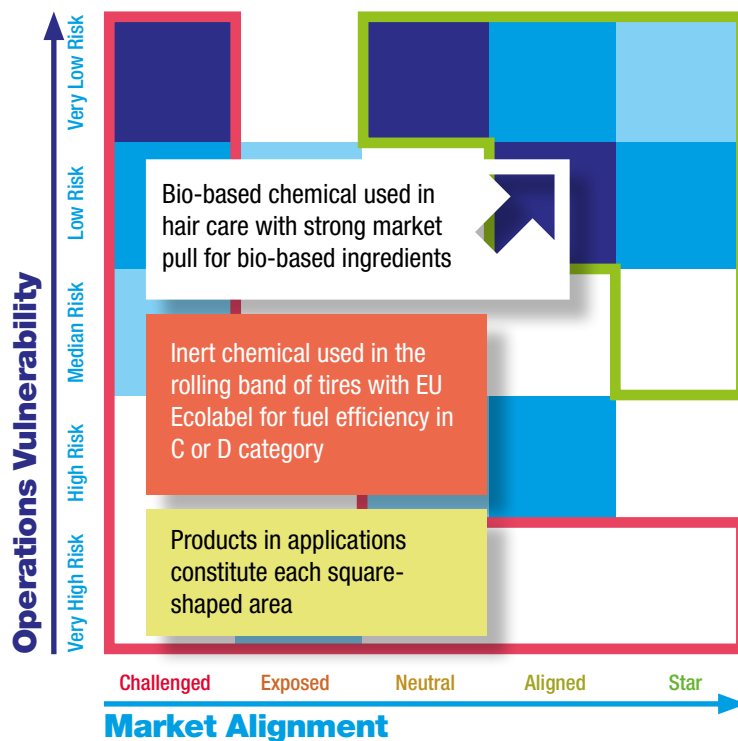 Very Low Risk
Low Risk
Median Risk
High Risk
Very High Risk
Operations Vulnerability
Bio-based chemical used in
hair care with strong market
pull for bio-based ingredients
Inert chemical used in the
rolling band of tires with EU
Ecolabel for fuel efficiency in
C or D category
Products in applications
constitute each square-
shaped area
Challenged
Exposed
Neutral
Aligned
Star
Market Alignment